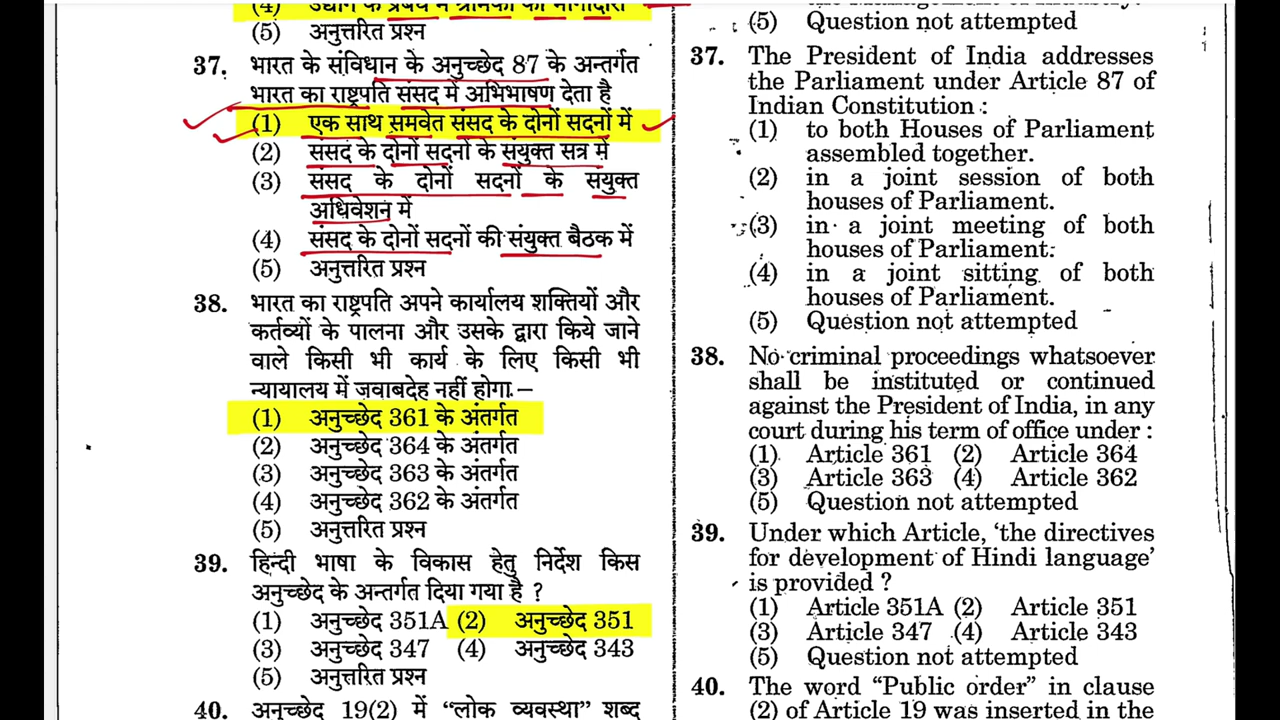 (4) उद्योग के प्रबंध में श्रमिकों की भागीदारी
(5) अनुत्तरित प्रश्न
37. भारत के संविधान के अनुच्छेद 87 के अन्तर्गत
भारत का राष्ट्रपति संसद में अभिभाषण देता है
(1) एक साथ समवेत संसद के दोनों सदनों में
(2) संसद के दोनों सदनों के संयुक्त सत्र में
(3) संसद के दोनों सदनों के संयुक्त
अधिवेशन में
(4) संसद के दोनों सदनों की संयुक्त बैठक में
(5) अनुत्तरित प्रश्न
38. भारत का राष्ट्रपति अपने कार्यालय शक्तियों और
कर्तव्यों के पालना और उसके द्वारा किये जाने
वाले किसी भी कार्य के लिए किसी भी
न्यायालय में जवाबदेह नहीं होगा –
(1) अनुच्छेद 361 के अंतर्गत
(2) अनुच्छेद 364 के अंतर्गत
(3) अनुच्छेद 363 के अंतर्गत
(4) अनुच्छेद 362 के अंतर्गत
(5) अनुत्तरित प्रश्न
39. हिन्दी भाषा के विकास हेतु निर्देश किस
अनुच्छेद के अन्तर्गत दिया गया है ?
(1) अनुच्छेद 351A (2) अनुच्छेद 351
(3) अनुच्छेद 347 (4) अनुच्छेद 343
(5) अनुत्तरित प्रश्न
40. अनुच्छेद 19(2) में “लोक व्यवस्था” शब्द
(5) Question not attempted
37. The President of India addresses
the Parliament under Article 87 of
Indian Constitution :
(1) to both Houses of Parliament
assembled together.
(2) in a joint session of both
houses of Parliament.
(3) in a joint meeting of both
houses of Parliament.
(4) in a joint sitting of both
houses of Parliament.
(5) Question not attempted
38. No criminal proceedings whatsoever
shall be instituted or continued
against the President of India, in any
court during his term of office under :
(1) Article 361 (2) Article 364
(3) Article 363 (4) Article 362
(5) Question not attempted
39. Under which Article, ‘the directives
for development of Hindi language’
is provided ?
(1) Article 351A (2) Article 351
(3) Article 347 (4) Article 343
(5) Question not attempted
40. The word “Public order” in clause
(2) of Article 19 was inserted in the